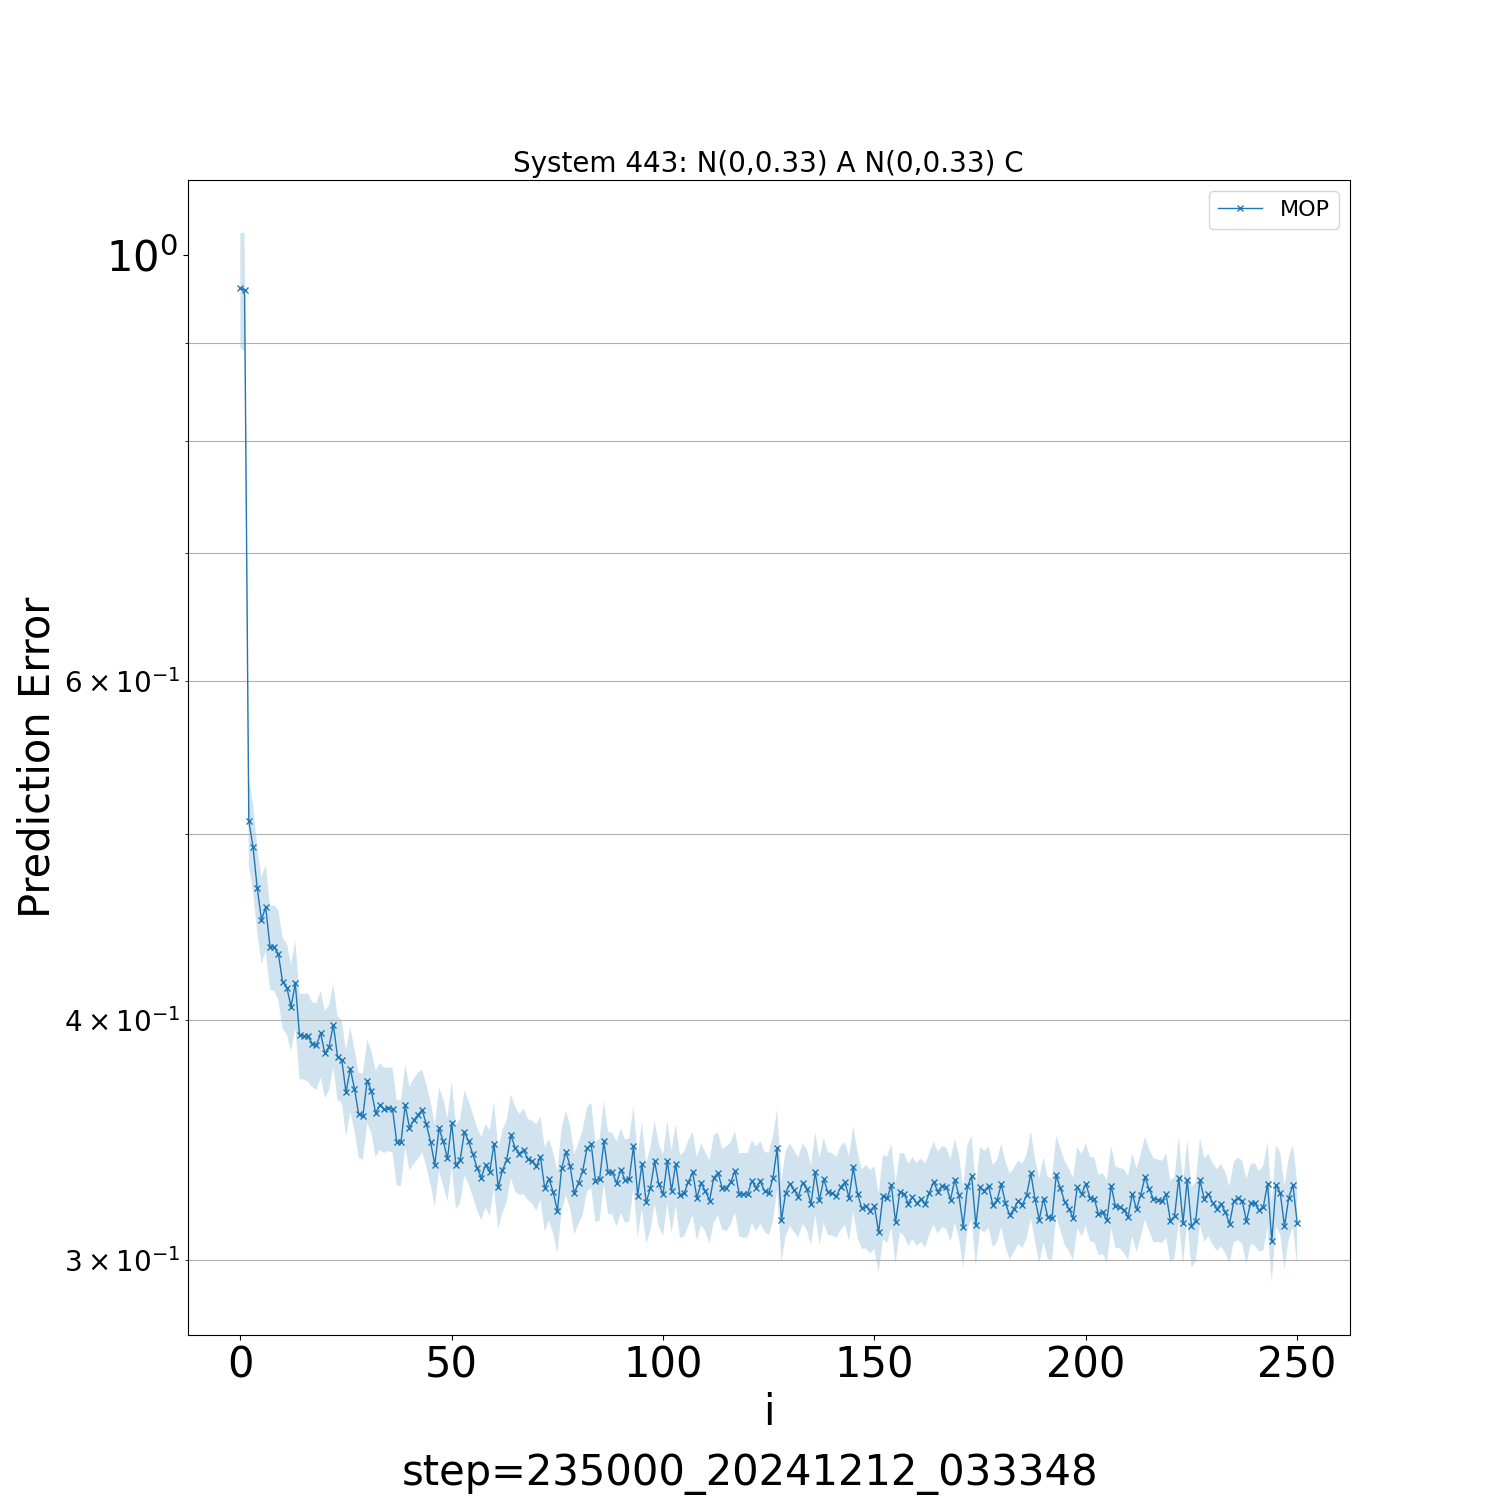 System 443: N(0,0.33) A N(0,0.33) C
MOP
10⁰
6 × 10⁻¹
4 × 10⁻¹
3 × 10⁻¹
Prediction Error
0 50 100 150 200 250
i
step=235000_20241212_033348